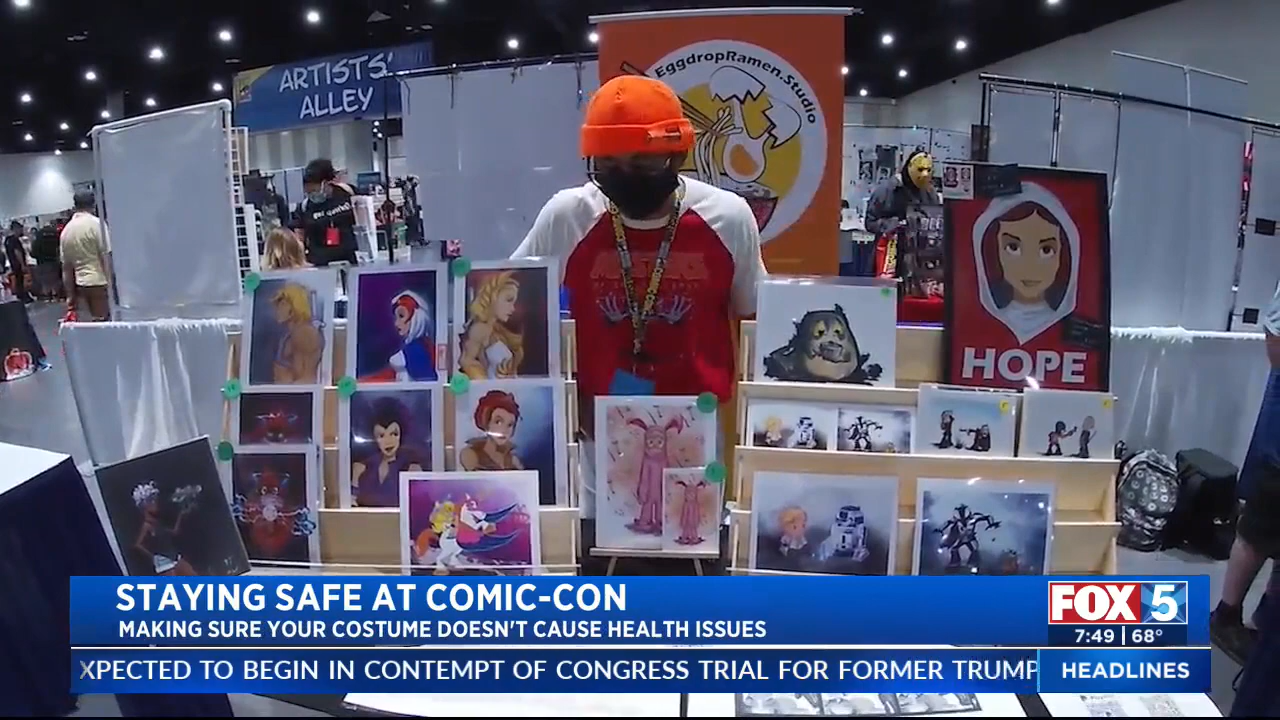 ARTISTS'
ALLEY
EggdropRamen.Studio
HOPE
STAYING SAFE AT COMIC-CON
MAKING SURE YOUR COSTUME DOESN'T CAUSE HEALTH ISSUES
FOX 5
7:49 | 68°
XPECTED TO BEGIN IN CONTEMPT OF CONGRESS TRIAL FOR FORMER TRUMP
HEADLINES